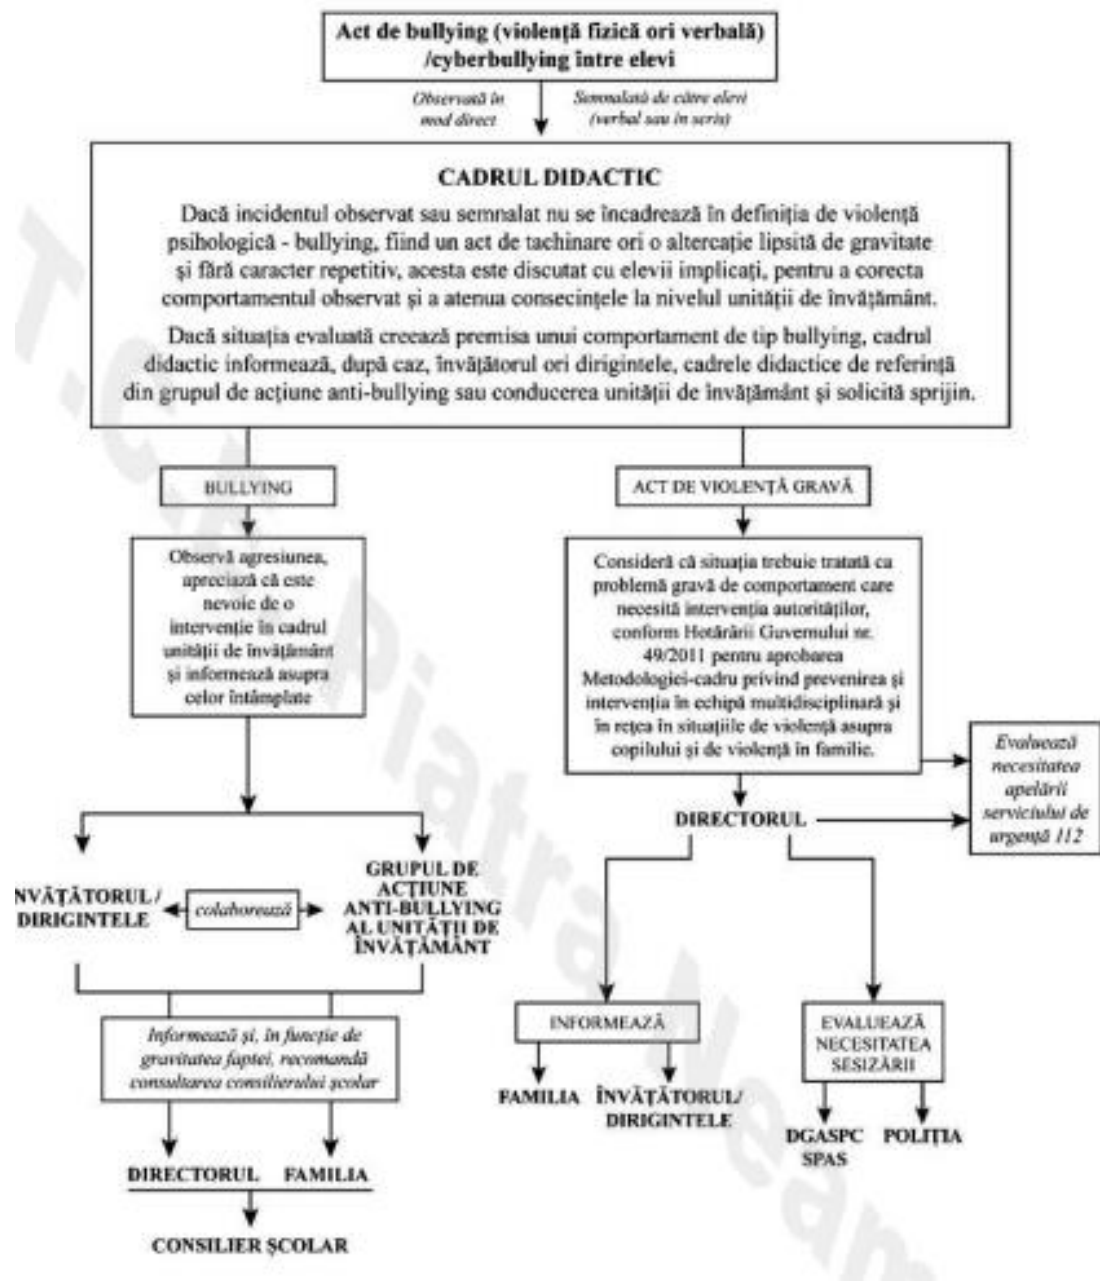 Act de bullying (violență fizică ori verbală)
/cyberbullying între elevi
Observată în
mod direct
Semnalată de către elevi
(verbal sau în scris)
CADRUL DIDACTIC
Dacă incidentul observat sau semnalat nu se încadrează în definiția de violență
psihologică - bullying, fiind un act de tachinare ori o altercație lipsită de gravitate
și fără caracter repetitiv, acesta este discutat cu elevii implicați, pentru a corecta
comportamentul observat și a atenua consecințele la nivelul unității de învățământ.
Dacă situația evaluată creează premisa unui comportament de tip bullying, cadrul
didactic informează, după caz, învățătorul ori dirigintele, cadrele didactice de referință
din grupul de acțiune anti-bullying sau conducerea unității de învățământ și solicită sprijin.
BULLYING
Observă agresiunea,
apreciază că este
nevoie de o
intervenție în cadrul
unității de învățământ
și informează asupra
celor întâmplate
ACT DE VIOLENȚĂ GRAVĂ
Consideră că situația trebuie tratată ca
problemă gravă de comportament care
necesită intervenția autorităților,
conform Hotărârii Guvernului nr.
49/2011 pentru aprobarea
Metodologiei-cadru privind prevenirea și
intervenția în echipă multidisciplinară și
în rețea în situațiile de violență asupra
copilului și de violență în familie.
Evaluează
necesitatea
apelării
serviciului de
urgență 112
DIRECTORUL
NVĂȚĂTORUL/
DIRIGINTELE
colaborează
GRUPUL DE
ACȚIUNE
ANTI-BULLYING
AL UNITĂȚII DE
ÎNVĂȚĂMÂNT
Informează și, în funcție de
gravitatea faptei, recomandă
consultarea consilierului școlar
DIRECTORUL
FAMILIA
CONSILIER ȘCOLAR
INFORMEAZĂ
FAMILIA
ÎNVĂȚĂTORUL/
DIRIGINTELE
EVALUEAZĂ
NECESITATEA
SESIZĂRII
DGASPC
SPAS
POLIȚIA